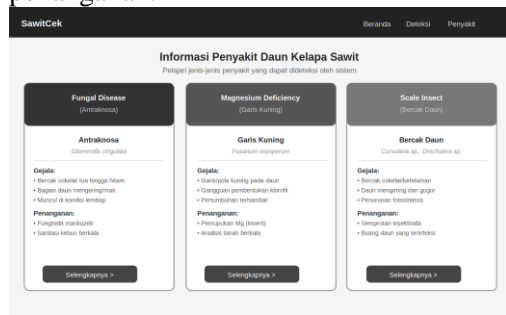 SawitCek
Beranda Deteksi Penyakit
Informasi Penyakit Daun Kelapa Sawit
Pelajari jenis-jenis penyakit yang dapat dideteksi oleh sistem
Fungal Disease
(Antraknosa)
Antraknosa
Glomerella cingulata
Gejala:
• Bercak cokelat tua hingga hitam
• Bagian daun mengering/mati
• Muncul di kondisi lembap
Penanganan:
• Fungisida mankozeb
• Sanitasi kebun berkala
Selengkapnya >
Magnesium Deficiency
(Garis Kuning)
Garis Kuning
Fusarium oxysporum
Gejala:
• Garis/pola kuning pada daun
• Gangguan pembentukan klorofil
• Pertumbuhan terhambat
Penanganan:
• Pemupukan Mg (kiserit)
• Analisis tanah berkala
Selengkapnya >
Scale Insect
(Bercak Daun)
Bercak Daun
Curvularia sp., Drechslera sp.
Gejala:
• Bercak cokelat/kehitaman
• Daun mengering dan gugur
• Penurunan fotosintesis
Penanganan:
• Semprotan insektisida
• Buang daun yang terinfeksi
Selengkapnya >